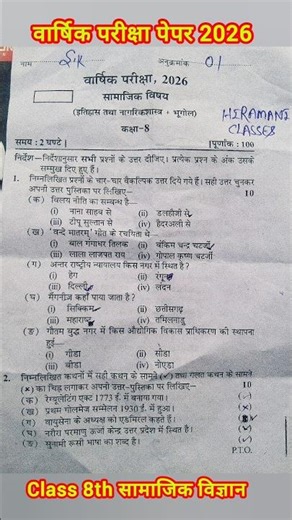 वार्षिक परीक्षा पेपर 2026
नाम S.K अनुक्रमांक 01
वार्षिक परीक्षा, 2026
सामाजिक विषय
(इतिहास तथा नागरिकशास्त्र + भूगोल)
HIRAMANI CLASSES
कक्षा-8
समय : 2 घण्टे] [पूर्णांक : 100
निर्देश—निर्देशानुसार सभी प्रश्नों के उत्तर दीजिए। प्रत्येक प्रश्न के अंक उसके
सम्मुख दिए हुए हैं।
1. निम्नलिखित प्रश्नों के चार-चार वैकल्पिक उत्तर दिये गये हैं। सही उत्तर चुनकर
अपनी उत्तर पुस्तिका पर लिखिए— 10
(क) विलय नीति का सम्बन्ध है—
(i) नाना साहब से (ii) डलहौजी से
(iii) टीपू सुल्तान से (iv) हैदरअली से
(ख) 'वन्दे मातरम्' गीत के रचयिता थे—
(i) बाल गंगाधर तिलक (ii) बंकिम चन्द्र चटर्जी
(iii) लाला लाजपत राय (iv) गोपाल कृष्ण चटर्जी
(ग) अन्तर राष्ट्रीय न्यायालय किस नगर में स्थित है?
(i) हेग (ii) रंगून
(iii) दिल्ली (iv) लंदन
(घ) मैंगनीज कहाँ पाया जाता है?
(i) सिक्किम (ii) छत्तीसगढ़
(iii) महाराष्ट्र (iv) तमिलनाडु
(ङ) गौतम बुद्ध नगर में किस औद्योगिक विकास प्राधिकरण की स्थापना
हुई—
(i) गीडा (ii) सीडा
(iii) बीडा (iv) नोएडा
2. निम्नलिखित कथनों में सही कथन के सामने (✓) तथा गलत कथन के सामने
(×) का चिह्न लगाकर अपनी उत्तर-पुस्तिका पर लिखिए— 10
(क) रेग्युलेटिंग एक्ट 1773 ई. में बनाया गया। (✓)
(ख) प्रथम गोलमेज सम्मेलन 1930 ई. में हुआ।
(ग) वायुसेना के अध्यक्ष को एडमिरल कहते हैं।
(घ) नरौरा परमाणु ऊर्जा केन्द्र उत्तर प्रदेश में स्थित है।
(ङ) सुनामी रूसी भाषा का शब्द है।
P.T.O.
Class 8th सामाजिक विज्ञान